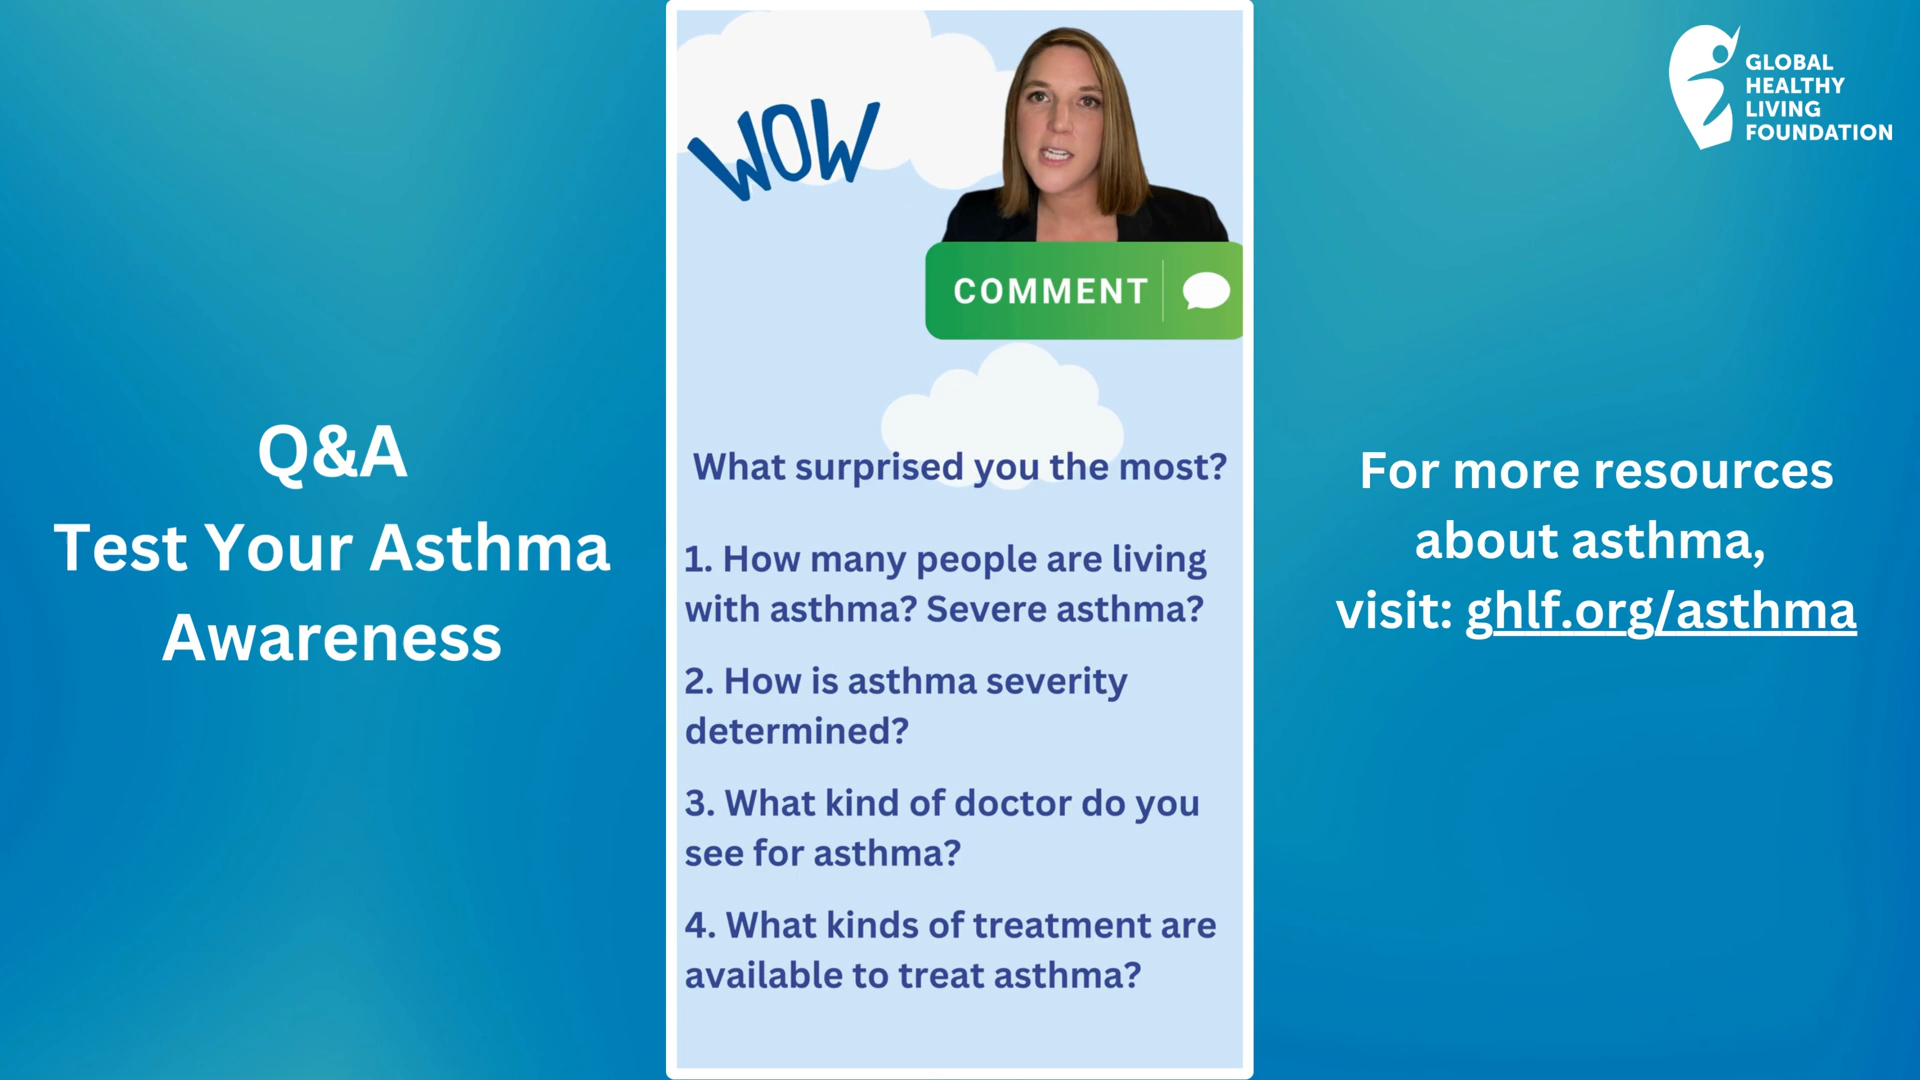 Q&A
Test Your Asthma
Awareness
WOW
COMMENT
What surprised you the most?
1. How many people are living
with asthma? Severe asthma?
2. How is asthma severity
determined?
3. What kind of doctor do you
see for asthma?
4. What kinds of treatment are
available to treat asthma?
GLOBAL
HEALTHY
LIVING
FOUNDATION
For more resources
about asthma,
visit: ghlf.org/asthma